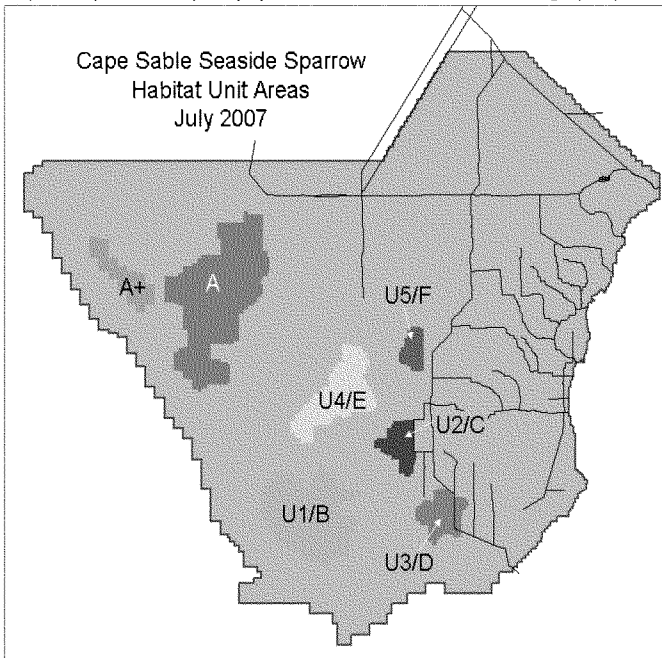 Cape Sable Seaside Sparrow
Habitat Unit Areas
July 2007
A+
A
U5/F
U4/E
U2/C
U1/B
U3/D